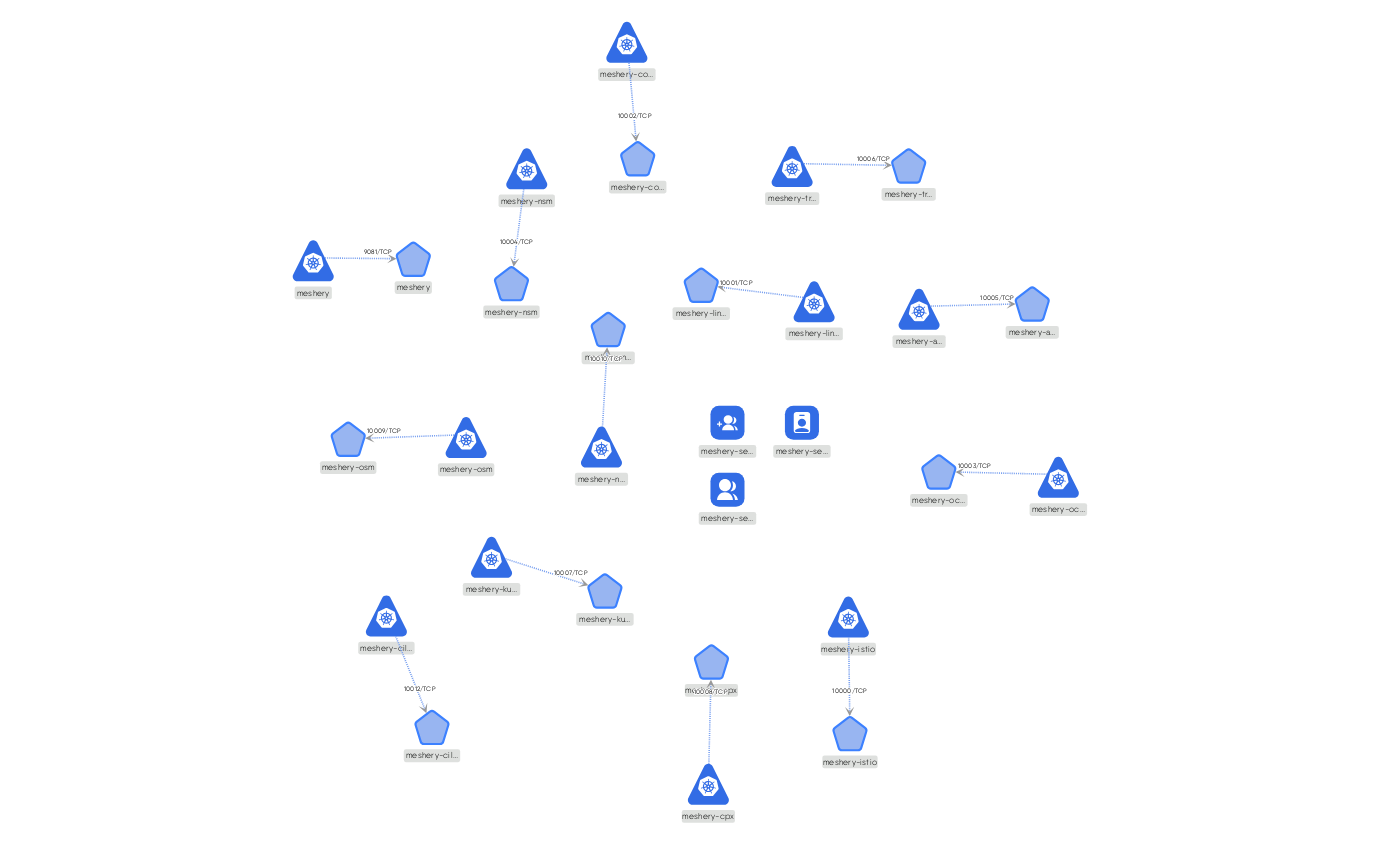 meshery-co...
10002/TCP
meshery-co...
meshery-nsm
10004/TCP
meshery-nsm
10006/TCP
meshery-tr...
meshery-tr...
9081/TCP
meshery
meshery
10001/TCP
meshery-lin...
meshery-lin...
10005/TCP
meshery-a...
meshery-a...
10010/TCP
meshery-n...
10009/TCP
meshery-osm
meshery-osm
meshery-se...
meshery-se...
meshery-se...
10003/TCP
meshery-oc...
meshery-oc...
10007/TCP
meshery-ku...
meshery-ku...
meshery-cil...
10012/TCP
meshery-cil...
10008/TCP
meshery-cpx
meshery-istio
10000/TCP
meshery-istio